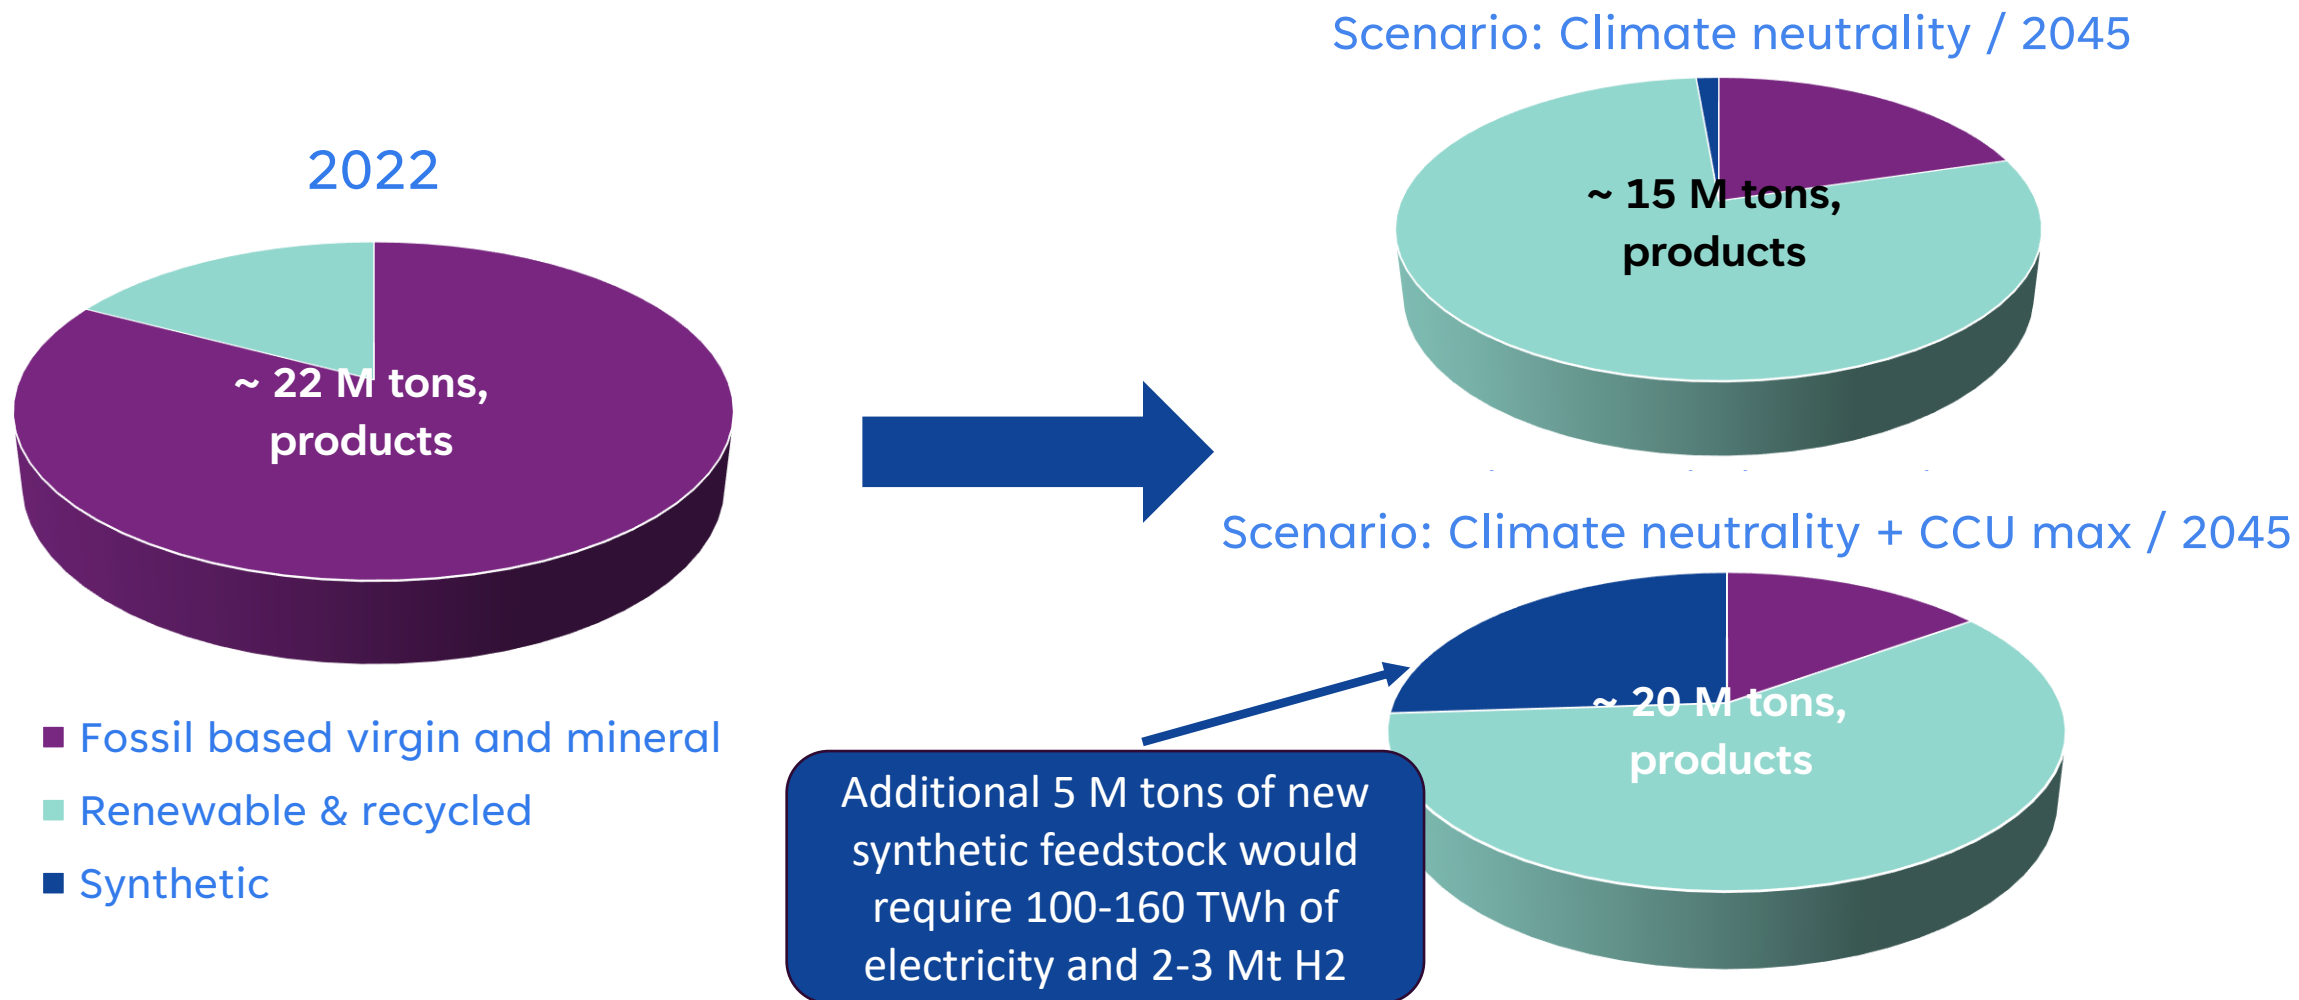 2022
~ 22 M tons,
products
Fossil based virgin and mineral
Renewable & recycled
Synthetic
Scenario: Climate neutrality / 2045
~ 15 M tons,
products
Scenario: Climate neutrality + CCU max / 2045
~ 20 M tons,
products
Additional 5 M tons of new
synthetic feedstock would
require 100-160 TWh of
electricity and 2-3 Mt H2